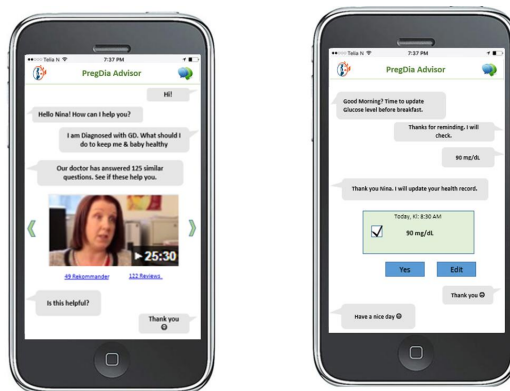 Telia N
7:37 PM
PregDia Advisor
Hi!
Hello Nina! How can I help you?
I am Diagnosed with GD. What should I
do to keep me & baby healthy
Our doctor has answered 125 similar
questions. See if these help you.
25:30
49 Rekommander
122 Reviews
Is this helpful?
Thank you
Telia N
7:37 PM
PregDia Advisor
Good Morning? Time to update
Glucose level before breakfast.
Thanks for reminding. I will
check.
90 mg/dL
Thank you Nina. I will update your health record.
Today, Kl: 8:30 AM
90 mg/dL
Yes
Edit
Thank you ☺
Have a nice day ☺